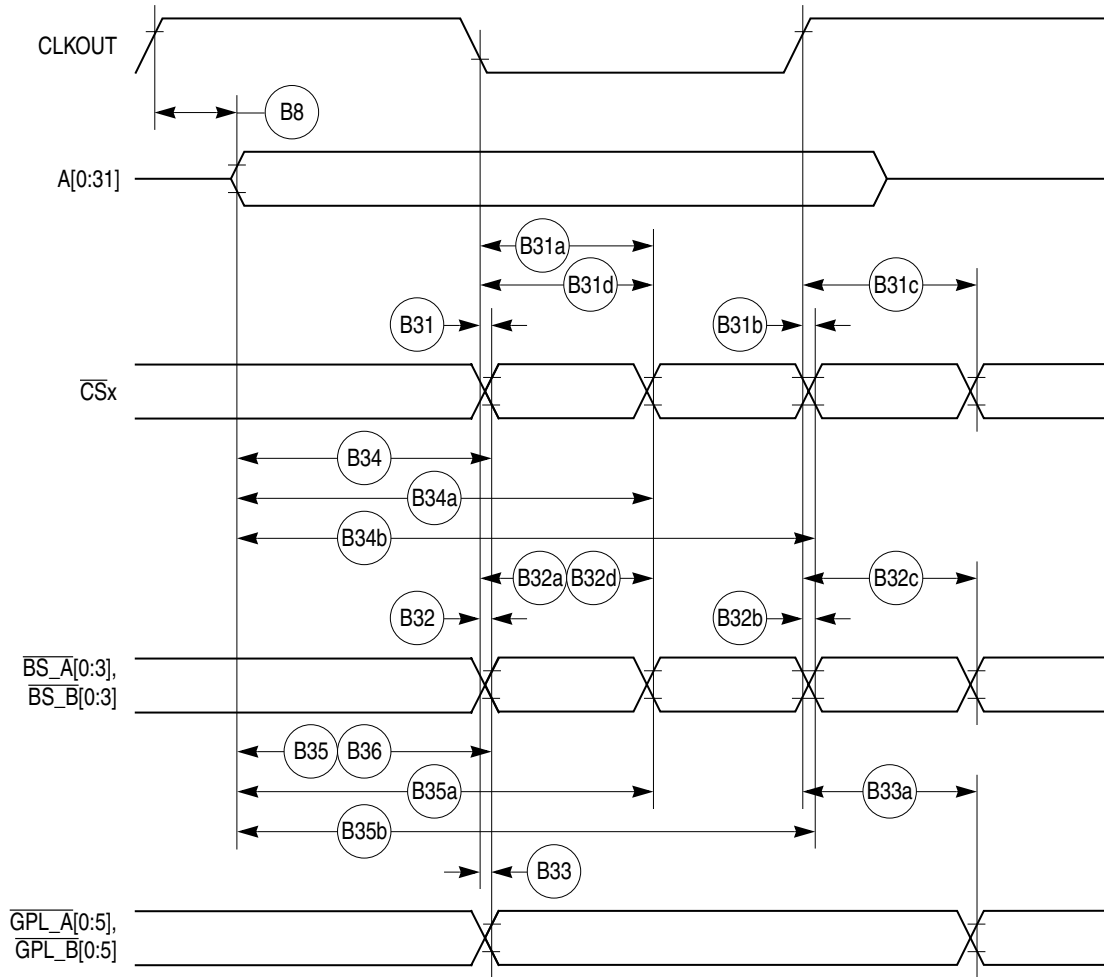 CLKOUT
B8
A[0:31]
B31a
B31d
B31c
B31
B31b
CSx
B34
B34a
B34b
B32a B32d
B32c
B32
B32b
BS_A[0:3],
BS_B[0:3]
B35 B36
B35a
B33a
B35b
B33
GPL_A[0:5],
GPL_B[0:5]